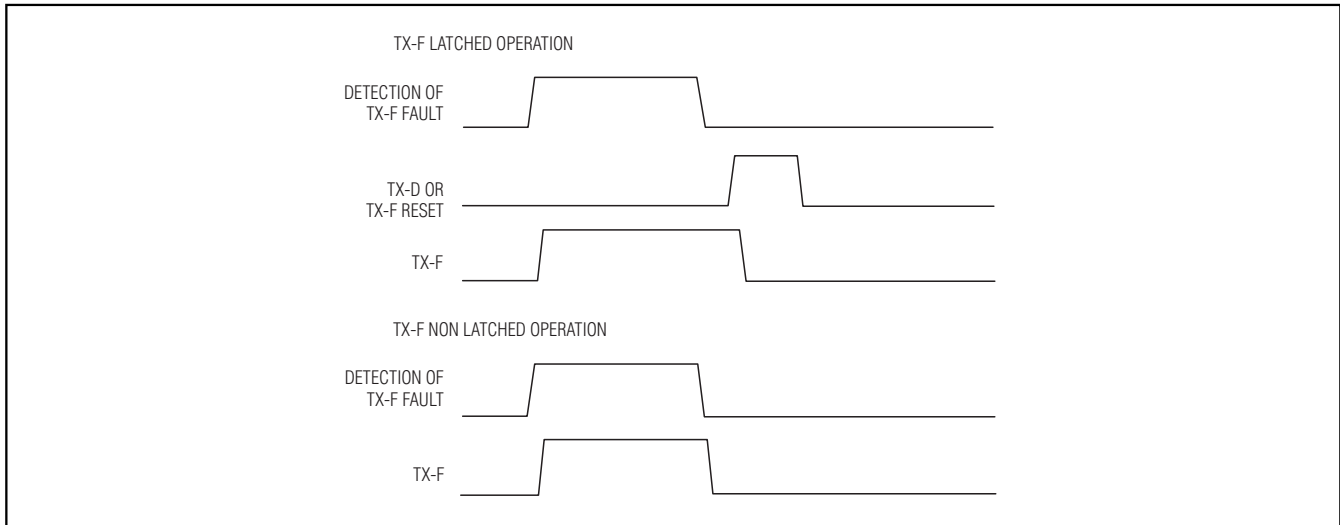 TX-F LATCHED OPERATION
DETECTION OF
TX-F FAULT
TX-D OR
TX-F RESET
TX-F
TX-F NON LATCHED OPERATION
DETECTION OF
TX-F FAULT
TX-F